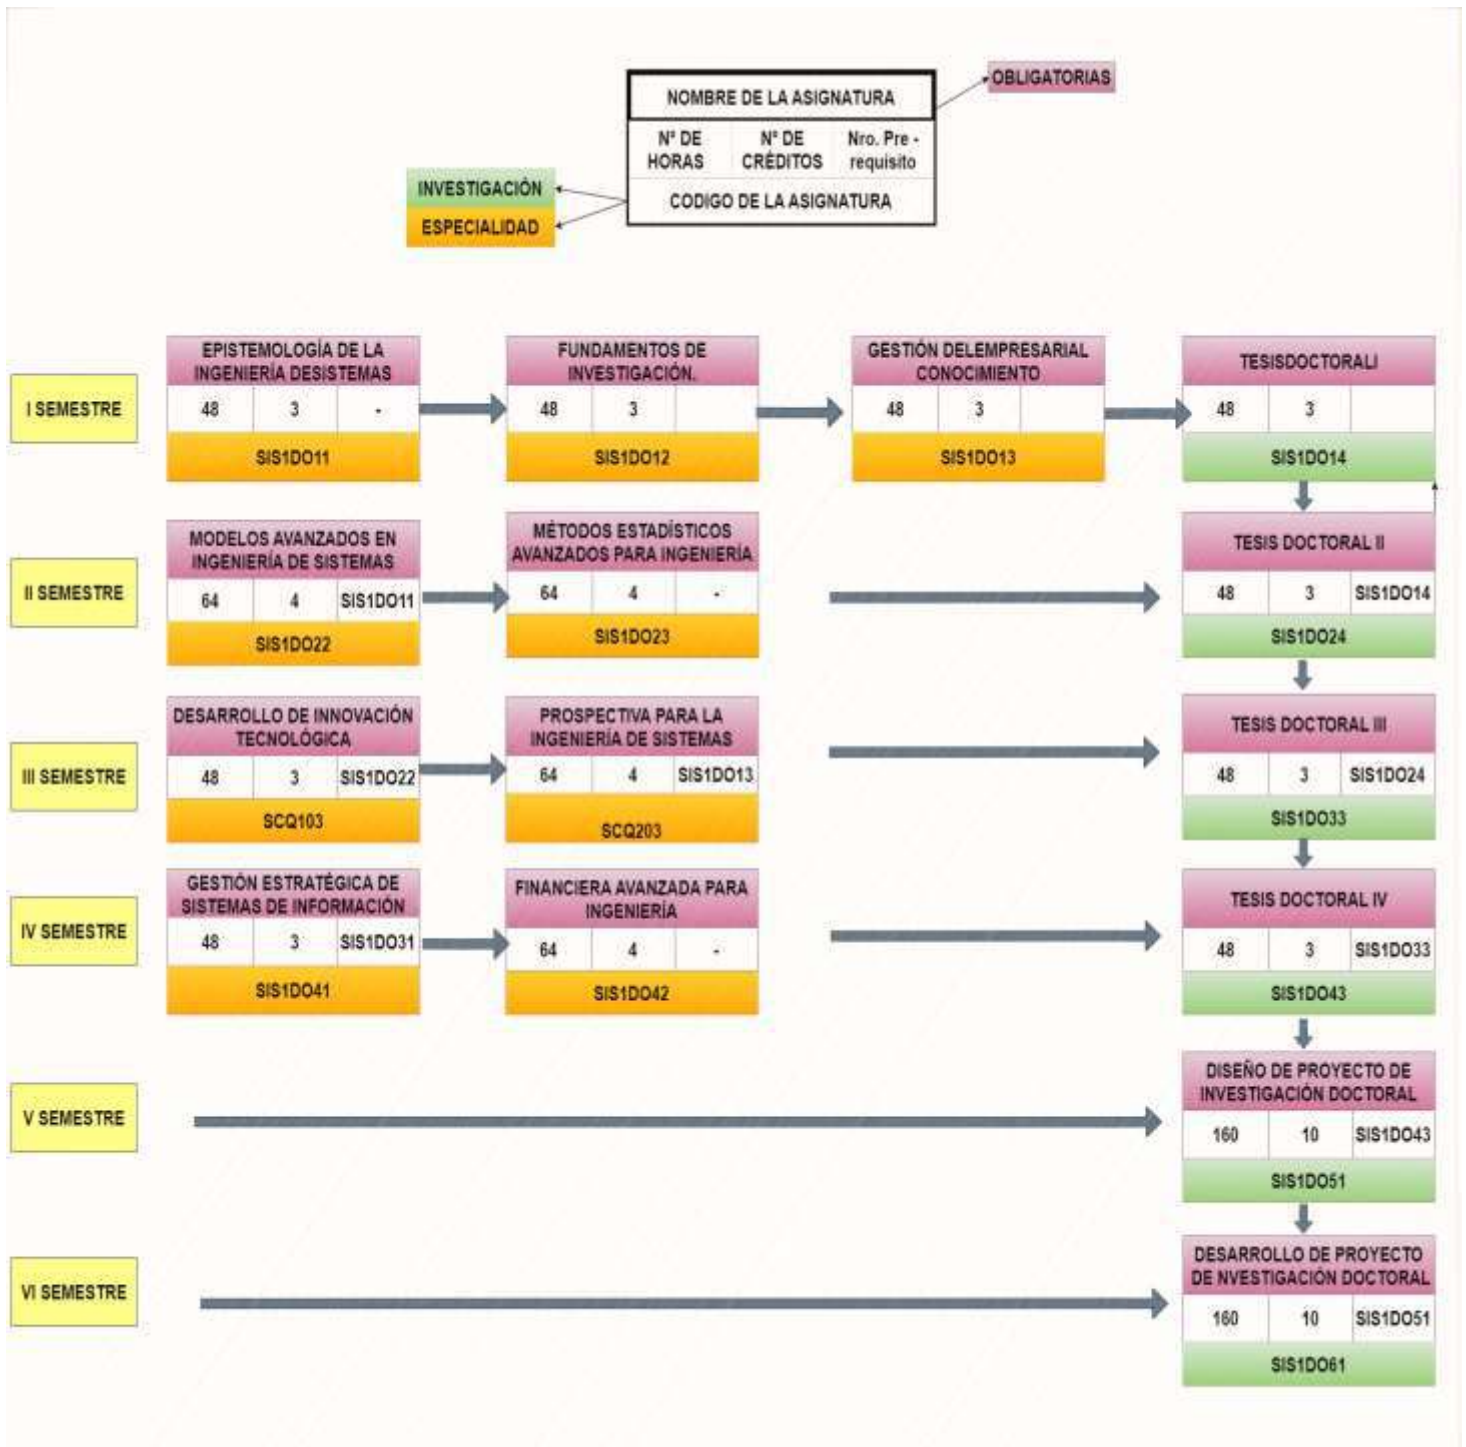 OBLIGATORIAS
NOMBRE DE LA ASIGNATURA
N° DE HORAS
N° DE CRÉDITOS
Nro. Pre - requisito
CODIGO DE LA ASIGNATURA
INVESTIGACIÓN
ESPECIALIDAD
I SEMESTRE
EPISTEMOLOGÍA DE LA
INGENIERÍA DESISTEMAS
48 3 -
SIS1DO11
FUNDAMENTOS DE
INVESTIGACIÓN.
48 3
SIS1DO12
GESTIÓN DELEMPRESARIAL
CONOCIMIENTO
48 3
SIS1DO13
TESISDOCTORALI
48 3
SIS1DO14
II SEMESTRE
MODELOS AVANZADOS EN
INGENIERÍA DE SISTEMAS
64 4 SIS1DO11
SIS1DO22
MÉTODOS ESTADÍSTICOS
AVANZADOS PARA INGENIERÍA
64 4 -
SIS1DO23
TESIS DOCTORAL II
48 3 SIS1DO14
SIS1DO24
III SEMESTRE
DESARROLLO DE INNOVACIÓN
TECNOLÓGICA
48 3 SIS1DO22
SCQ103
PROSPECTIVA PARA LA
INGENIERÍA DE SISTEMAS
64 4 SIS1DO13
SCQ203
TESIS DOCTORAL III
48 3 SIS1DO24
SIS1DO33
IV SEMESTRE
GESTIÓN ESTRATÉGICA DE
SISTEMAS DE INFORMACIÓN
48 3 SIS1DO31
SIS1DO41
FINANCIERA AVANZADA PARA
INGENIERÍA
64 4 -
SIS1DO42
TESIS DOCTORAL IV
48 3 SIS1DO33
SIS1DO43
V SEMESTRE
DISEÑO DE PROYECTO DE
INVESTIGACIÓN DOCTORAL
160 10 SIS1DO43
SIS1DO51
VI SEMESTRE
DESARROLLO DE PROYECTO
DE NVESTIGACIÓN DOCTORAL
160 10 SIS1DO51
SIS1DO61